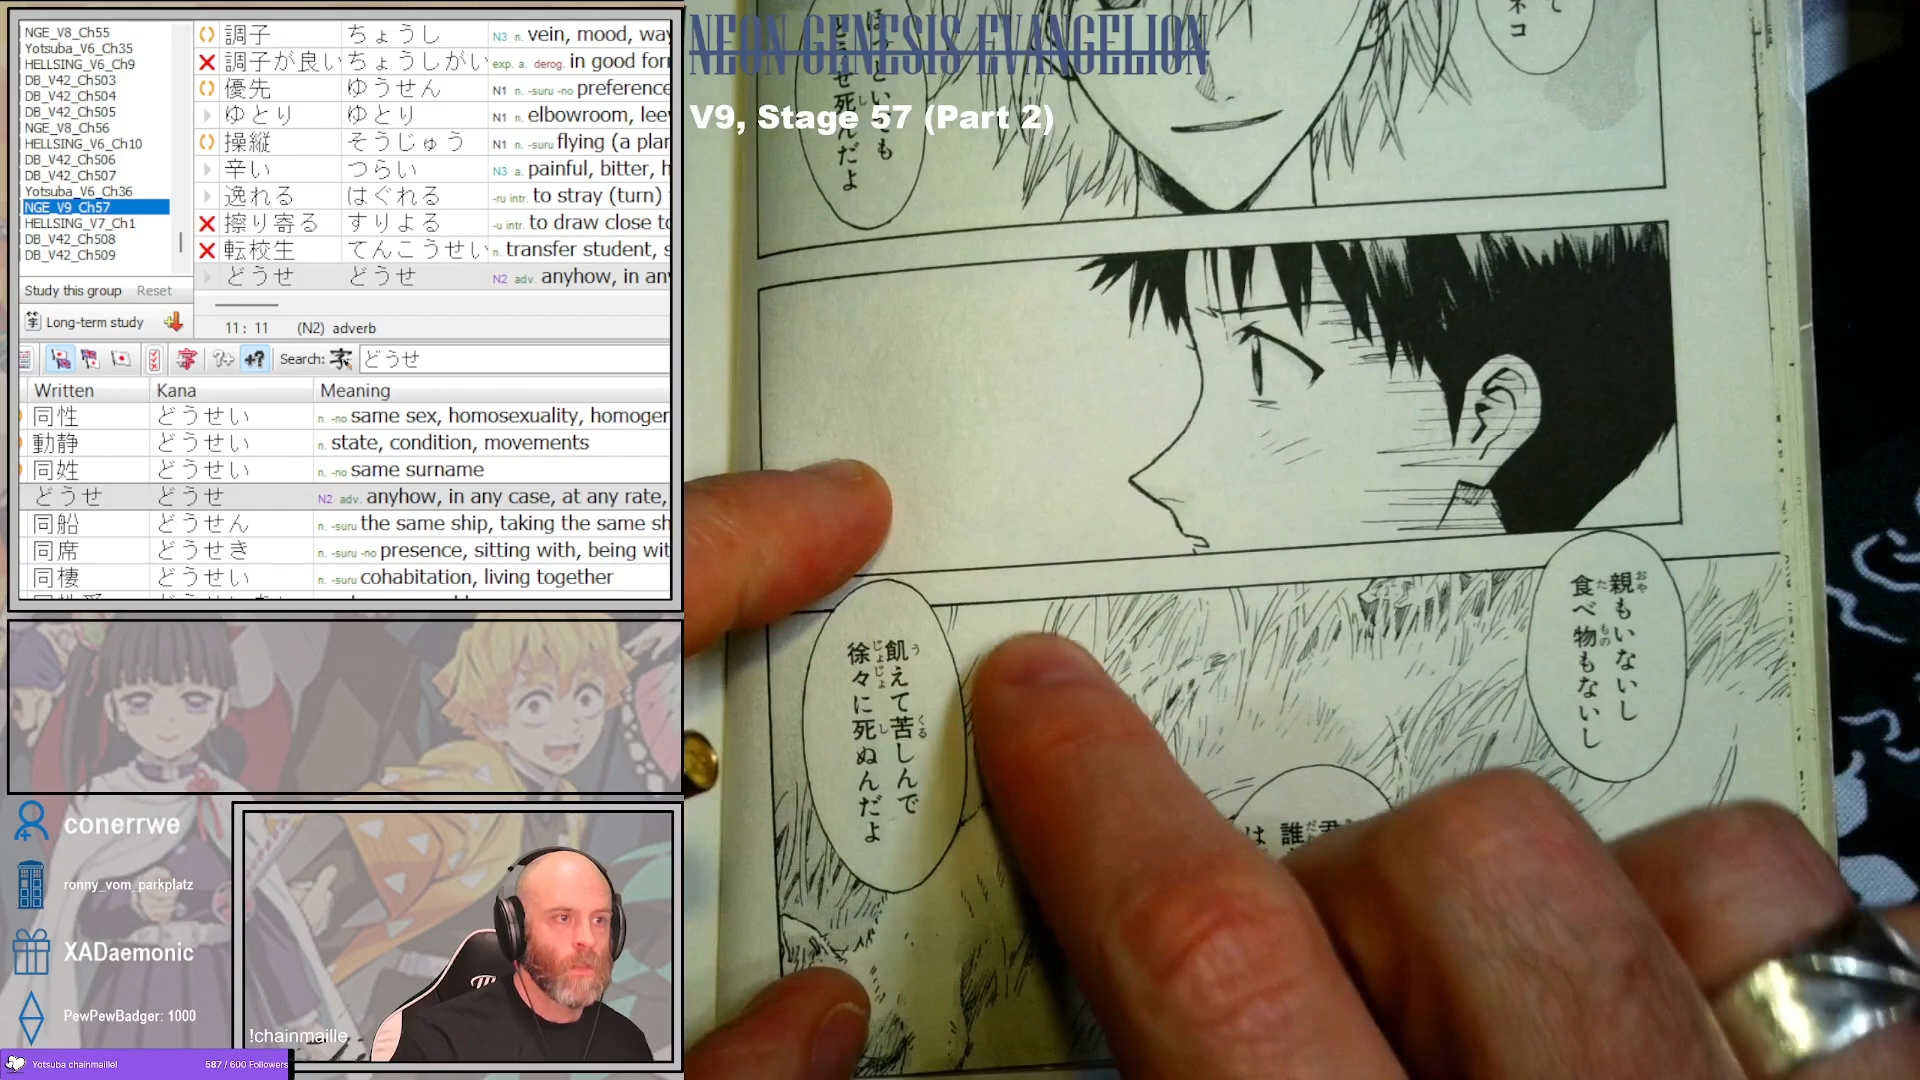 NGE_V8_Ch55
Yotsuba_V6_Ch35
HELLSING_V6_Ch9
DB_V42_Ch503
DB_V42_Ch504
DB_V42_Ch505
NGE_V8_Ch56
HELLSING_V6_Ch10
DB_V42_Ch506
DB_V42_Ch507
Yotsuba_V6_Ch36
NGE_V9_Ch57
HELLSING_V7_Ch1
DB_V42_Ch508
DB_V42_Ch509
Study this group Reset
Long-term study
調子 ちょうし N3 n. vein, mood, way
調子が良い ちょうしがい exp. a. derog. in good for
優先 ゆうせん N1 n. -suru -no preference
ゆとり ゆとり N1 n. elbowroom, lee
操縦 そうじゅう N1 n. -suru flying (a plan
辛い つらい N3 a. painful, bitter, h
逸れる はぐれる -ru intr. to stray (turn)
擦り寄る すりよる -u intr. to draw close to
転校生 てんこうせい n. transfer student, s
どうせ どうせ N2 adv. anyhow, in any
11: 11 (N2) adverb
Search: どうせ
Written Kana Meaning
同性 どうせい n. -no same sex, homosexuality, homoger
動静 どうせい n. state, condition, movements
同姓 どうせい n. -no same surname
どうせ どうせ N2 adv. anyhow, in any case, at any rate,
同船 どうせん n. -suru the same ship, taking the same sh
同席 どうせき n. -suru -no presence, sitting with, being wit
同棲 どうせい n. -suru cohabitation, living together
conerrwe
ronny_vom_parkplatz
XADaemonic
PewPewBadger: 1000
!chainmaille
Yotsuba chainmaille! 587 / 600 Followers
NEON GENESIS EVANGELION
V9, Stage 57 (Part 2)
ネコ
死んだよ
親もいないし
食べ物もないし
飢えて苦しんで
徐々に死ぬんだよ
君
誰
は